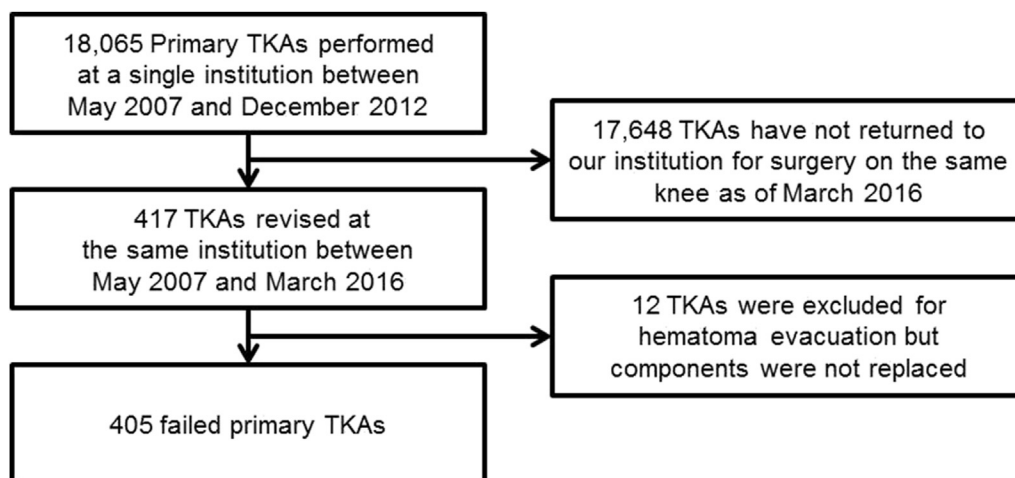 18,065 Primary TKAs performed
at a single institution between
May 2007 and December 2012
17,648 TKAs have not returned to
our institution for surgery on the same
knee as of March 2016
417 TKAs revised at
the same institution between
May 2007 and March 2016
12 TKAs were excluded for
hematoma evacuation but
components were not replaced
405 failed primary TKAs